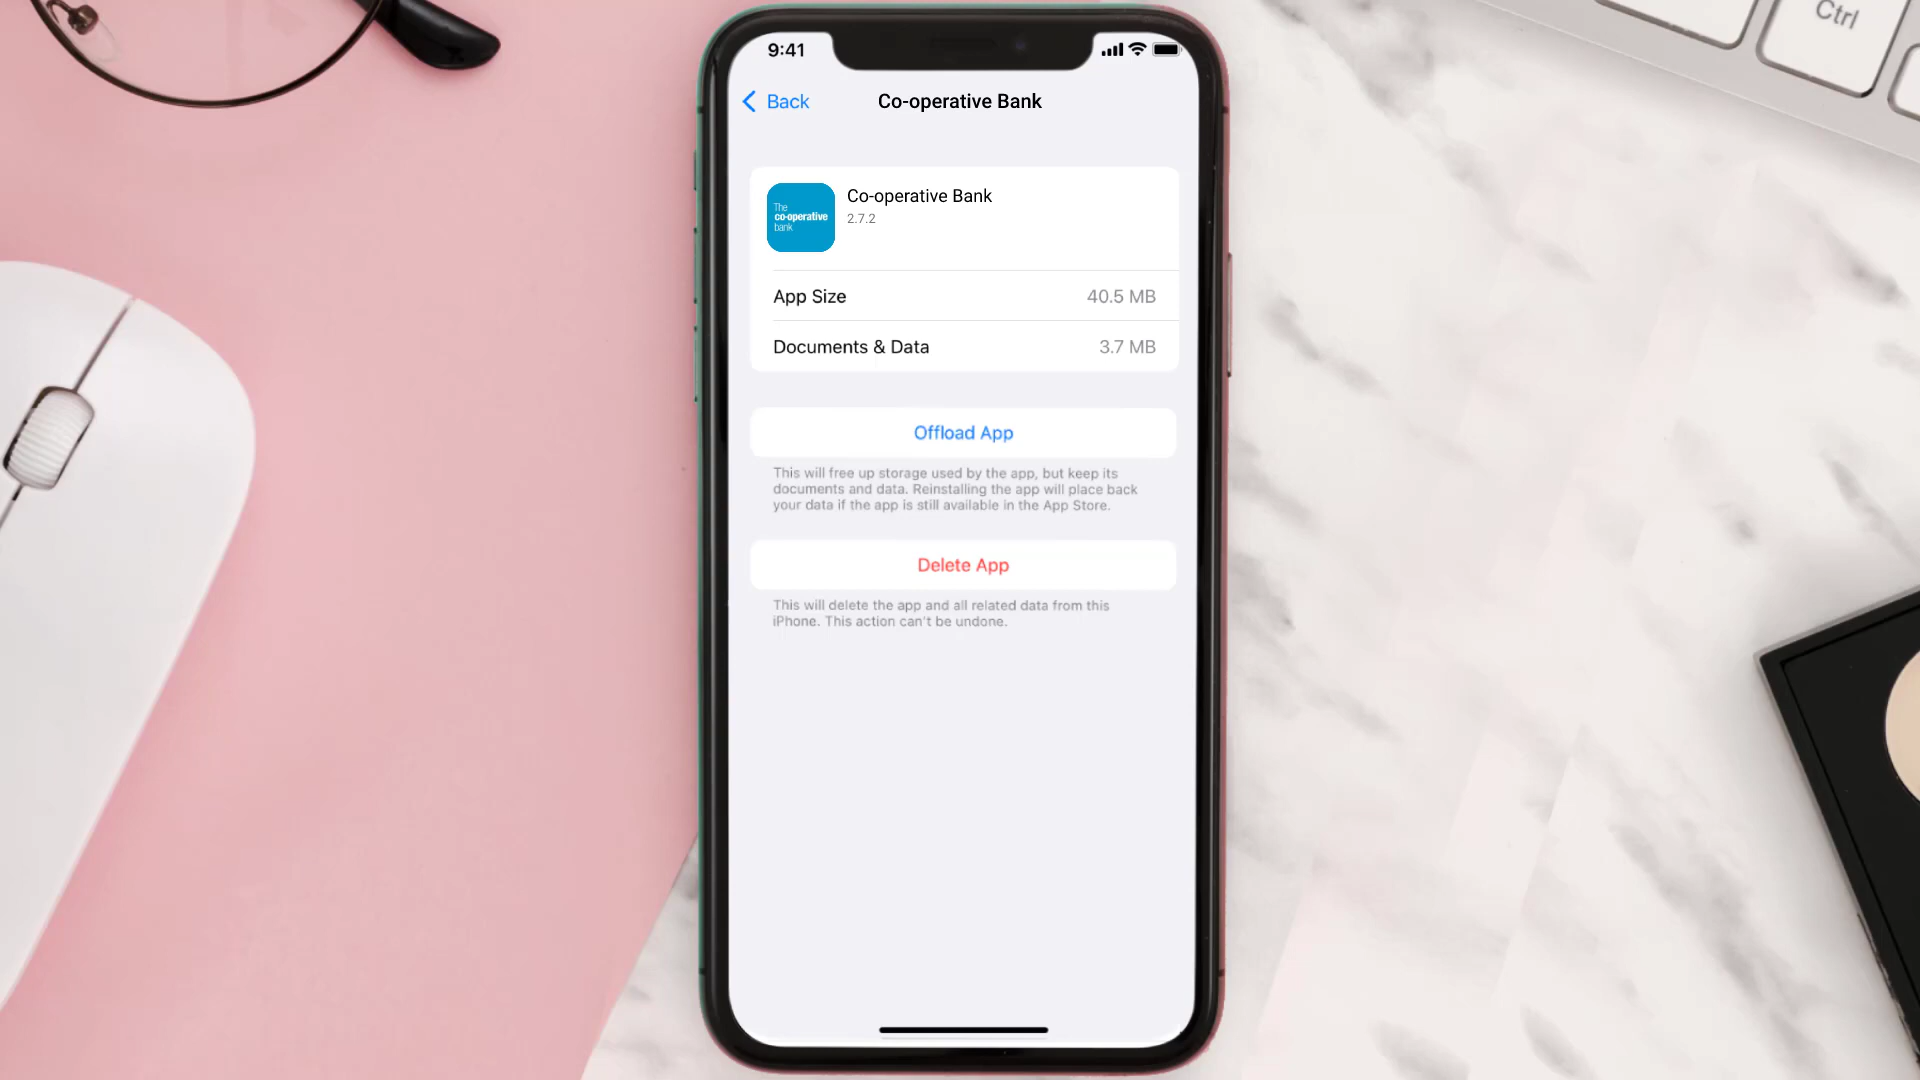 Ctrl
9:41
Back
Co-operative Bank
The
co-operative
bank
Co-operative Bank
2.7.2
App Size 40.5 MB
Documents & Data 3.7 MB
Offload App
This will free up storage used by the app, but keep its
documents and data. Reinstalling the app will place back
your data if the app is still available in the App Store.
Delete App
This will delete the app and all related data from this
iPhone. This action can't be undone.